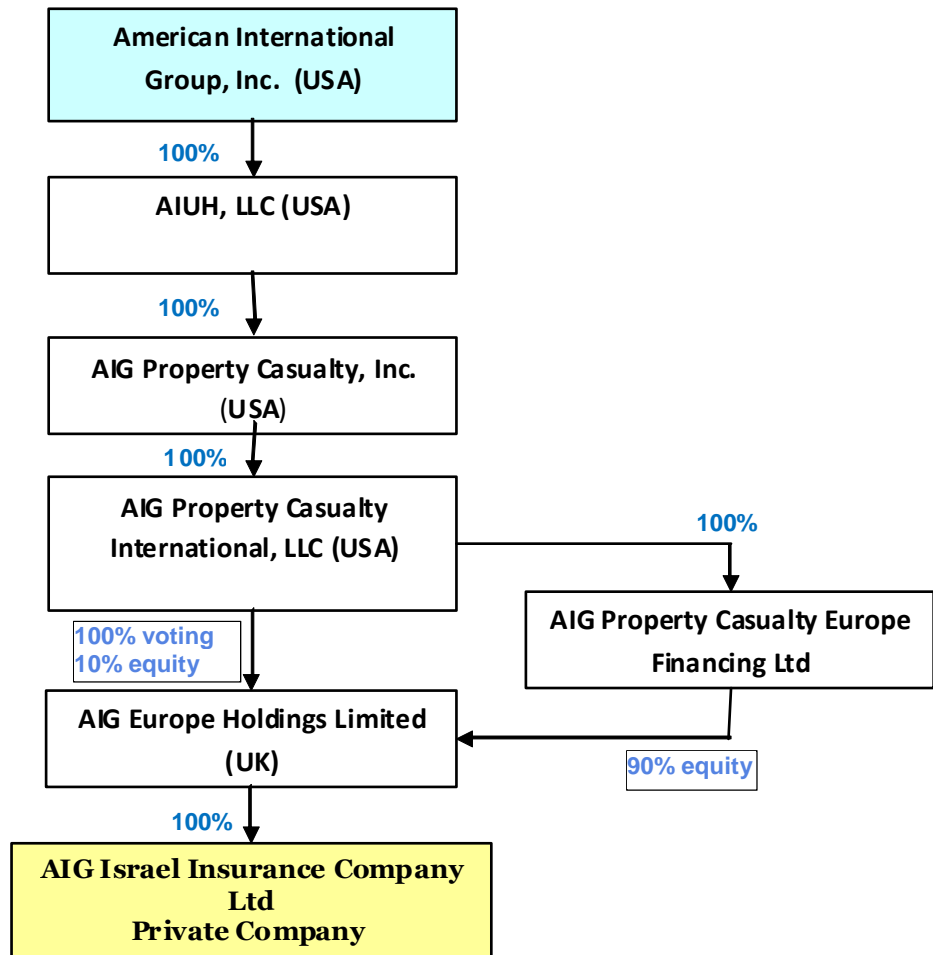 American International
Group, Inc. (USA)
100%
AIUH, LLC (USA)
100%
AIG Property Casualty, Inc.
(USA)
100%
AIG Property Casualty
International, LLC (USA)
100%
AIG Property Casualty Europe
Financing Ltd
100% voting
10% equity
AIG Europe Holdings Limited
(UK)
90% equity
100%
AIG Israel Insurance Company
Ltd
Private Company